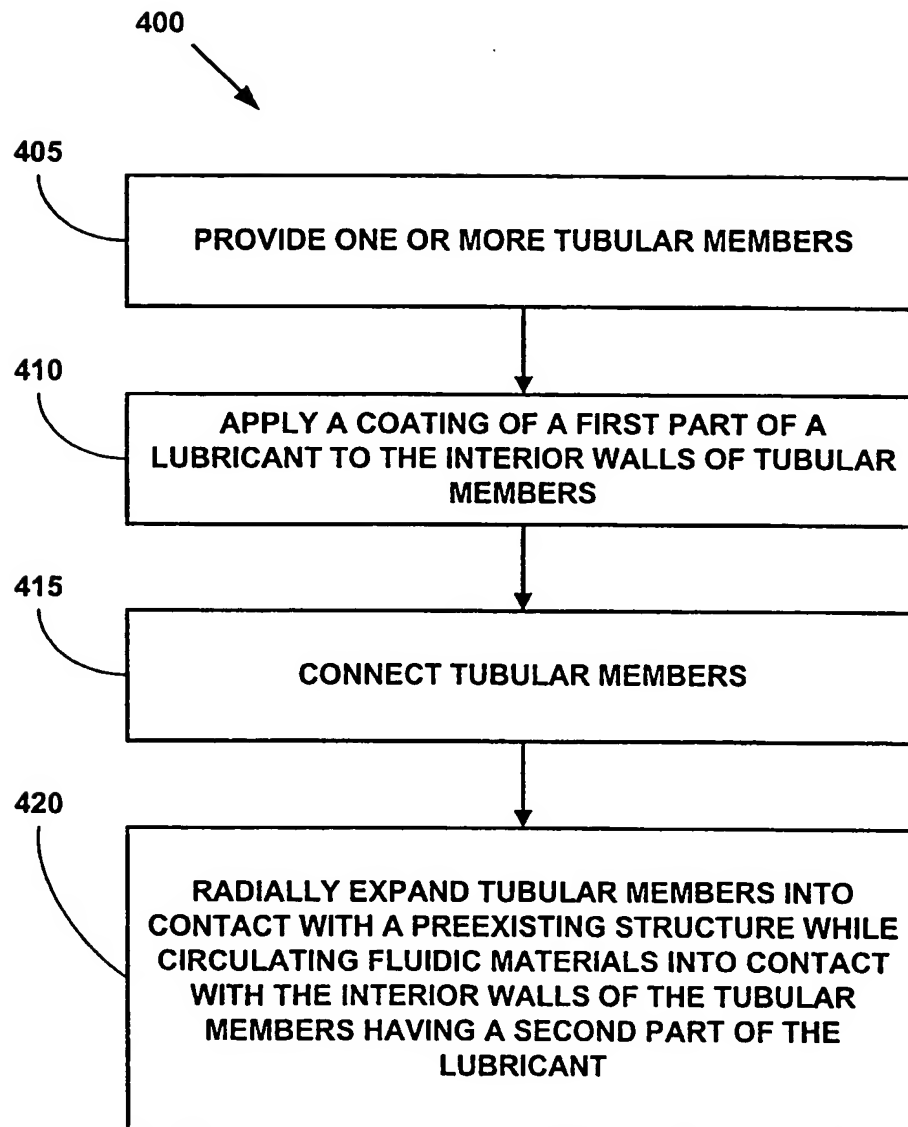 400
405
PROVIDE ONE OR MORE TUBULAR MEMBERS
410
APPLY A COATING OF A FIRST PART OF A
LUBRICANT TO THE INTERIOR WALLS OF TUBULAR
MEMBERS
415
CONNECT TUBULAR MEMBERS
420
RADIALLY EXPAND TUBULAR MEMBERS INTO
CONTACT WITH A PREEXISTING STRUCTURE WHILE
CIRCULATING FLUIDIC MATERIALS INTO CONTACT
WITH THE INTERIOR WALLS OF THE TUBULAR
MEMBERS HAVING A SECOND PART OF THE
LUBRICANT